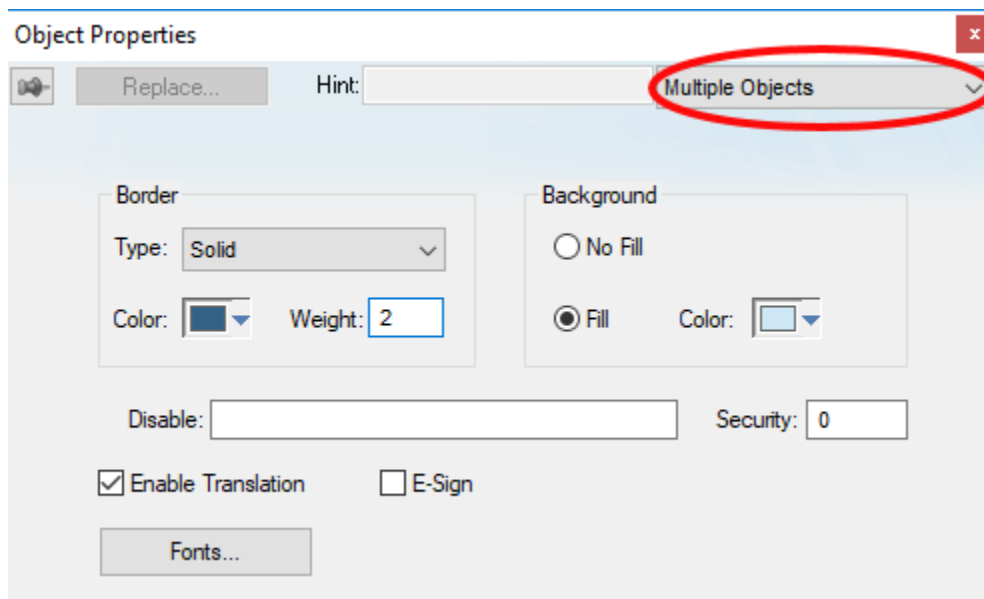 Object Properties
x
Replace... Hint: Multiple Objects
Border Background
Type: Solid No Fill
Color: Weight: 2 Fill Color:
Disable: Security: 0
Enable Translation E-Sign
Fonts...